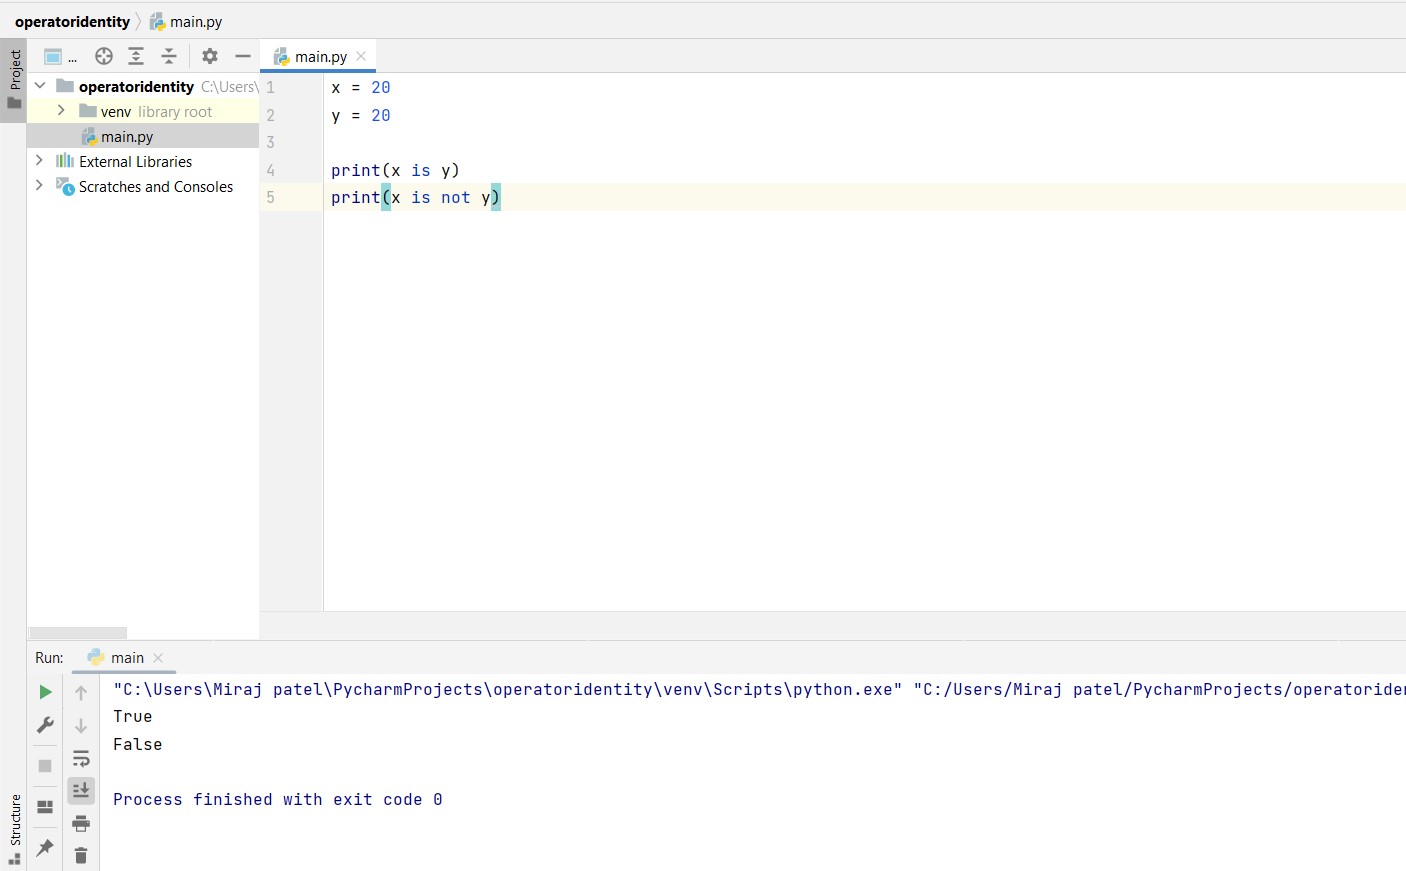 operatoridentity main.py
Project
... main.py
operatoridentity C:\Users\
venv library root
main.py
External Libraries
Scratches and Consoles
1 x = 20
2 y = 20
3
4 print(x is y)
5 print(x is not y)
Run: main
"C:\Users\Miraj patel\PycharmProjects\operatoridentity\venv\Scripts\python.exe" "C:/Users/Miraj patel/PycharmProjects/operatoriden
True
False
Process finished with exit code 0
Structure